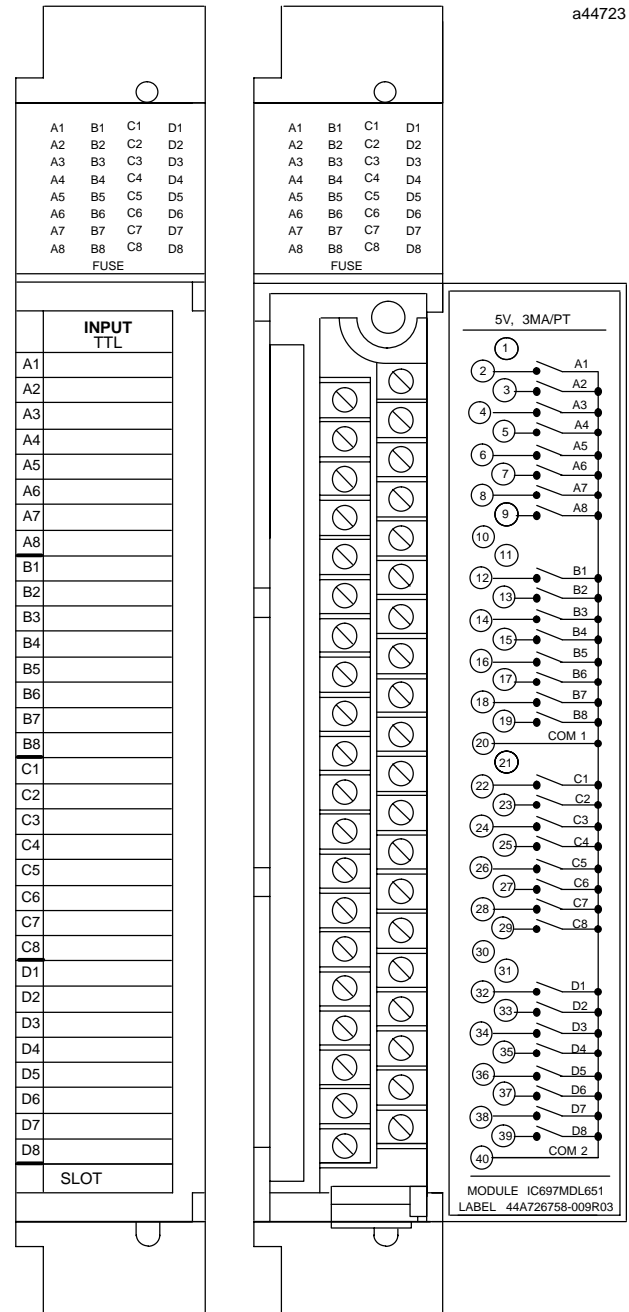 a44723
A1 B1 C1 D1
A2 B2 C2 D2
A3 B3 C3 D3
A4 B4 C4 D4
A5 B5 C5 D5
A6 B6 C6 D6
A7 B7 C7 D7
A8 B8 C8 D8
FUSE
A1 B1 C1 D1
A2 B2 C2 D2
A3 B3 C3 D3
A4 B4 C4 D4
A5 B5 C5 D5
A6 B6 C6 D6
A7 B7 C7 D7
A8 B8 C8 D8
FUSE
INPUT
TTL
A1
A2
A3
A4
A5
A6
A7
A8
B1
B2
B3
B4
B5
B6
B7
B8
C1
C2
C3
C4
C5
C6
C7
C8
D1
D2
D3
D4
D5
D6
D7
D8
SLOT
5V, 3MA/PT
1
2 A1
3 A2
4 A3
5 A4
6 A5
7 A6
8 A7
9 A8
10
11
12 B1
13 B2
14 B3
15 B4
16 B5
17 B6
18 B7
19 B8
20 COM 1
21
22 C1
23 C2
24 C3
25 C4
26 C5
27 C6
28 C7
29 C8
30
31
32 D1
33 D2
34 D3
35 D4
36 D5
37 D6
38 D7
39 D8
40 COM 2
MODULE IC697MDL651
LABEL 44A726758-009R03